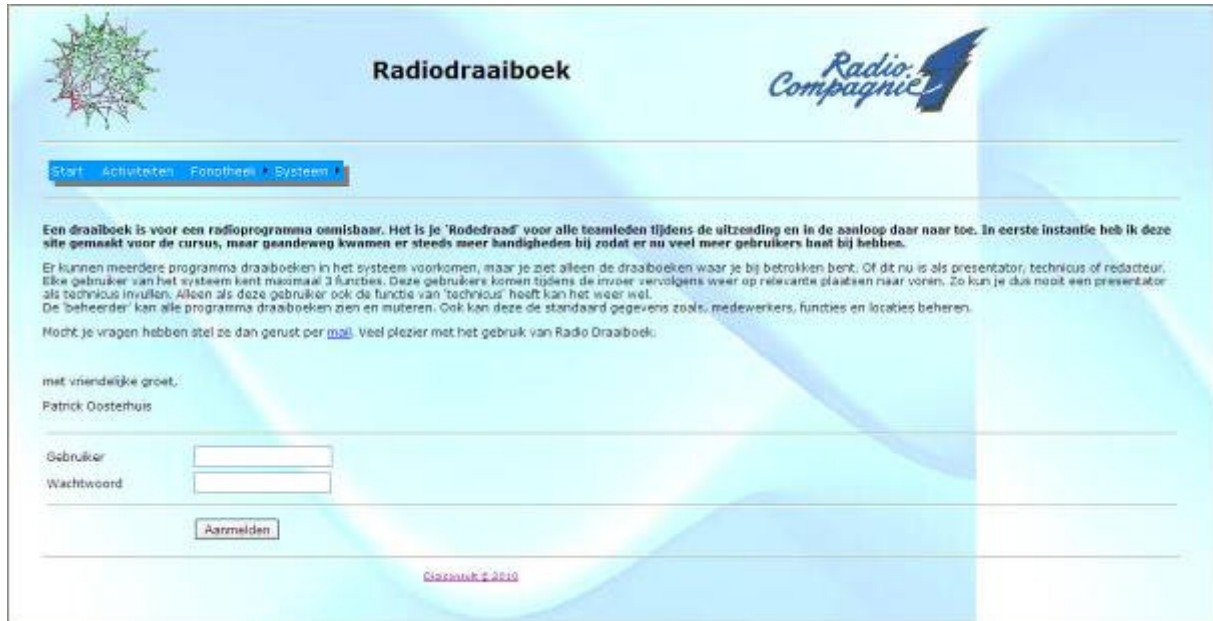 Radiodraaiboek
Radio
Compagnie
Start Activiteiten Fonotheek Systeem
Een draaiboek is voor een radioprogramma onmisbaar. Het is je 'Rodedraad' voor alle teamleden tijdens de uitzending en in de aanloop daar naar toe. In eerste instantie heb ik deze
site gemaakt voor de cursus, maar gaandeweg kwamen er steeds meer handigheden bij zodat er nu veel meer gebruikers baat bij hebben.
Er kunnen meerdere programma draaiboeken in het systeem voorkomen, maar je ziet alleen de draaiboeken waar je bij betrokken bent. Of dit nu is als presentator, technicus of redacteur.
Elke gebruiker van het systeem kent maximaal 3 functies. Deze gebruikers komen tijdens de invoer vervolgens weer op relevante plaatsen naar voren. Zo kun je dus nooit een presentator
als technicus invullen. Alleen als deze gebruiker ook de functie van 'technicus' heeft kan het weer wel.
De 'beheerder' kan alle programma draaiboeken zien en muteren. Ook kan deze de standaard gegevens zoals, medewerkers, functies en locaties beheren.
Mocht je vragen hebben stel ze dan gerust per mail. Veel plezier met het gebruik van Radio Draaiboek.
met vriendelijke groet,
Patrick Oosterhuis
Gebruiker
Wachtwoord
Aanmelden
2010